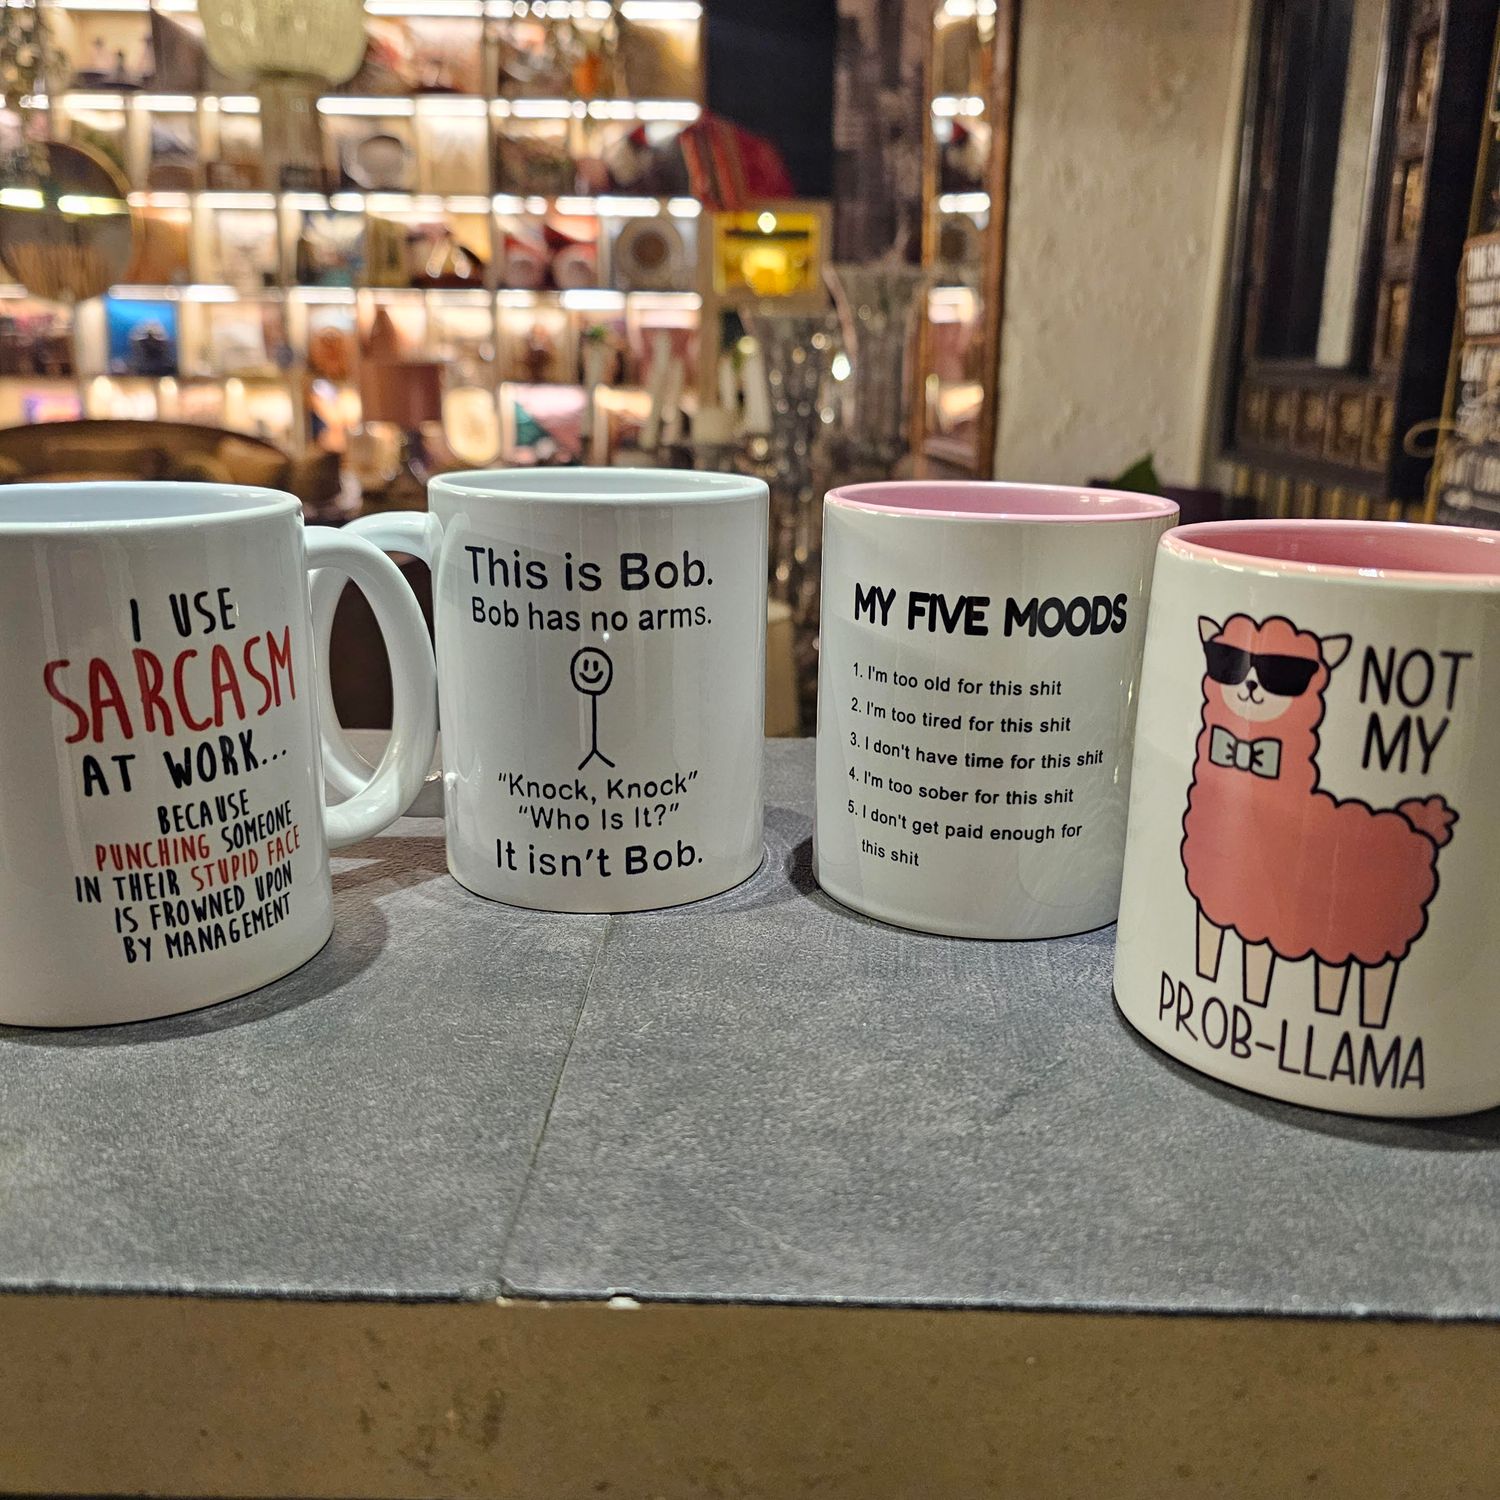 I USE
SARCASM
AT WORK...
BECAUSE
PUNCHING SOMEONE
IN THEIR STUPID FACE
IS FROWNED UPON
BY MANAGEMENT
This is Bob.
Bob has no arms.
“Knock, Knock”
“Who Is It?”
It isn’t Bob.
MY FIVE MOODS
1. I'm too old for this shit
2. I'm too tired for this shit
3. I don't have time for this shit
4. I'm too sober for this shit
5. I don't get paid enough for
this shit
NOT
MY
PROB-LLAMA